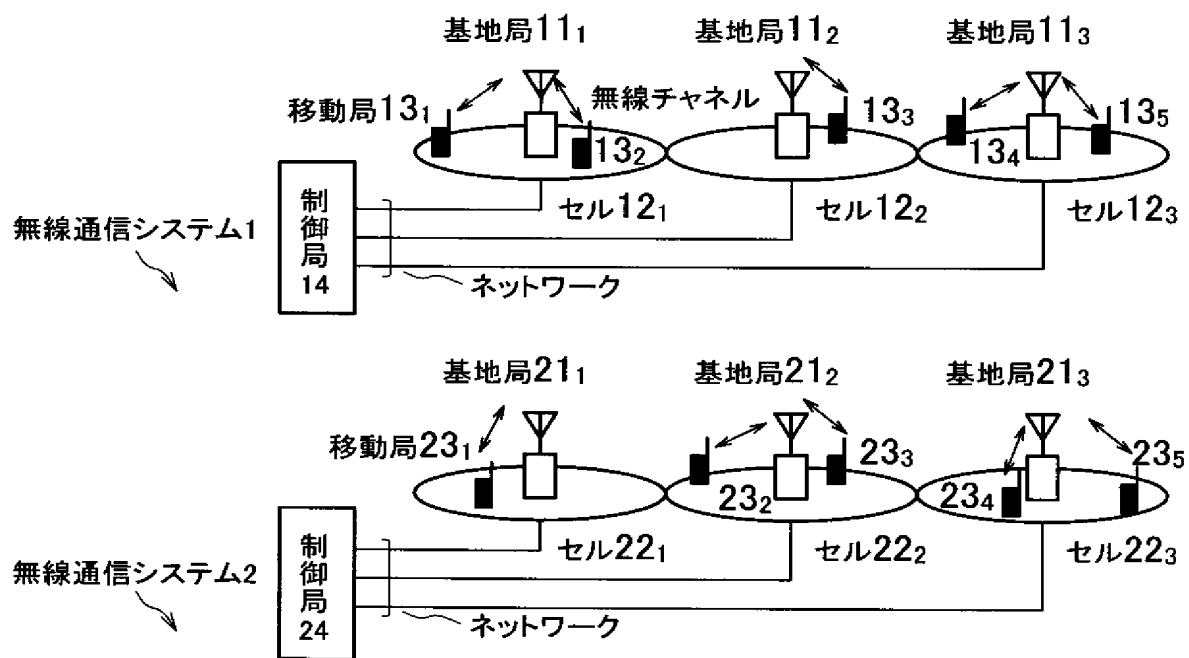 基地局11₁
基地局11₂
基地局11₃
移動局13₁
無線チャネル
13₂
13₃
13₄
13₅
制御局14
セル12₁
セル12₂
セル12₃
無線通信システム1
ネットワーク
基地局21₁
基地局21₂
基地局21₃
移動局23₁
23₂
23₃
23₄
23₅
制御局24
セル22₁
セル22₂
セル22₃
無線通信システム2
ネットワーク